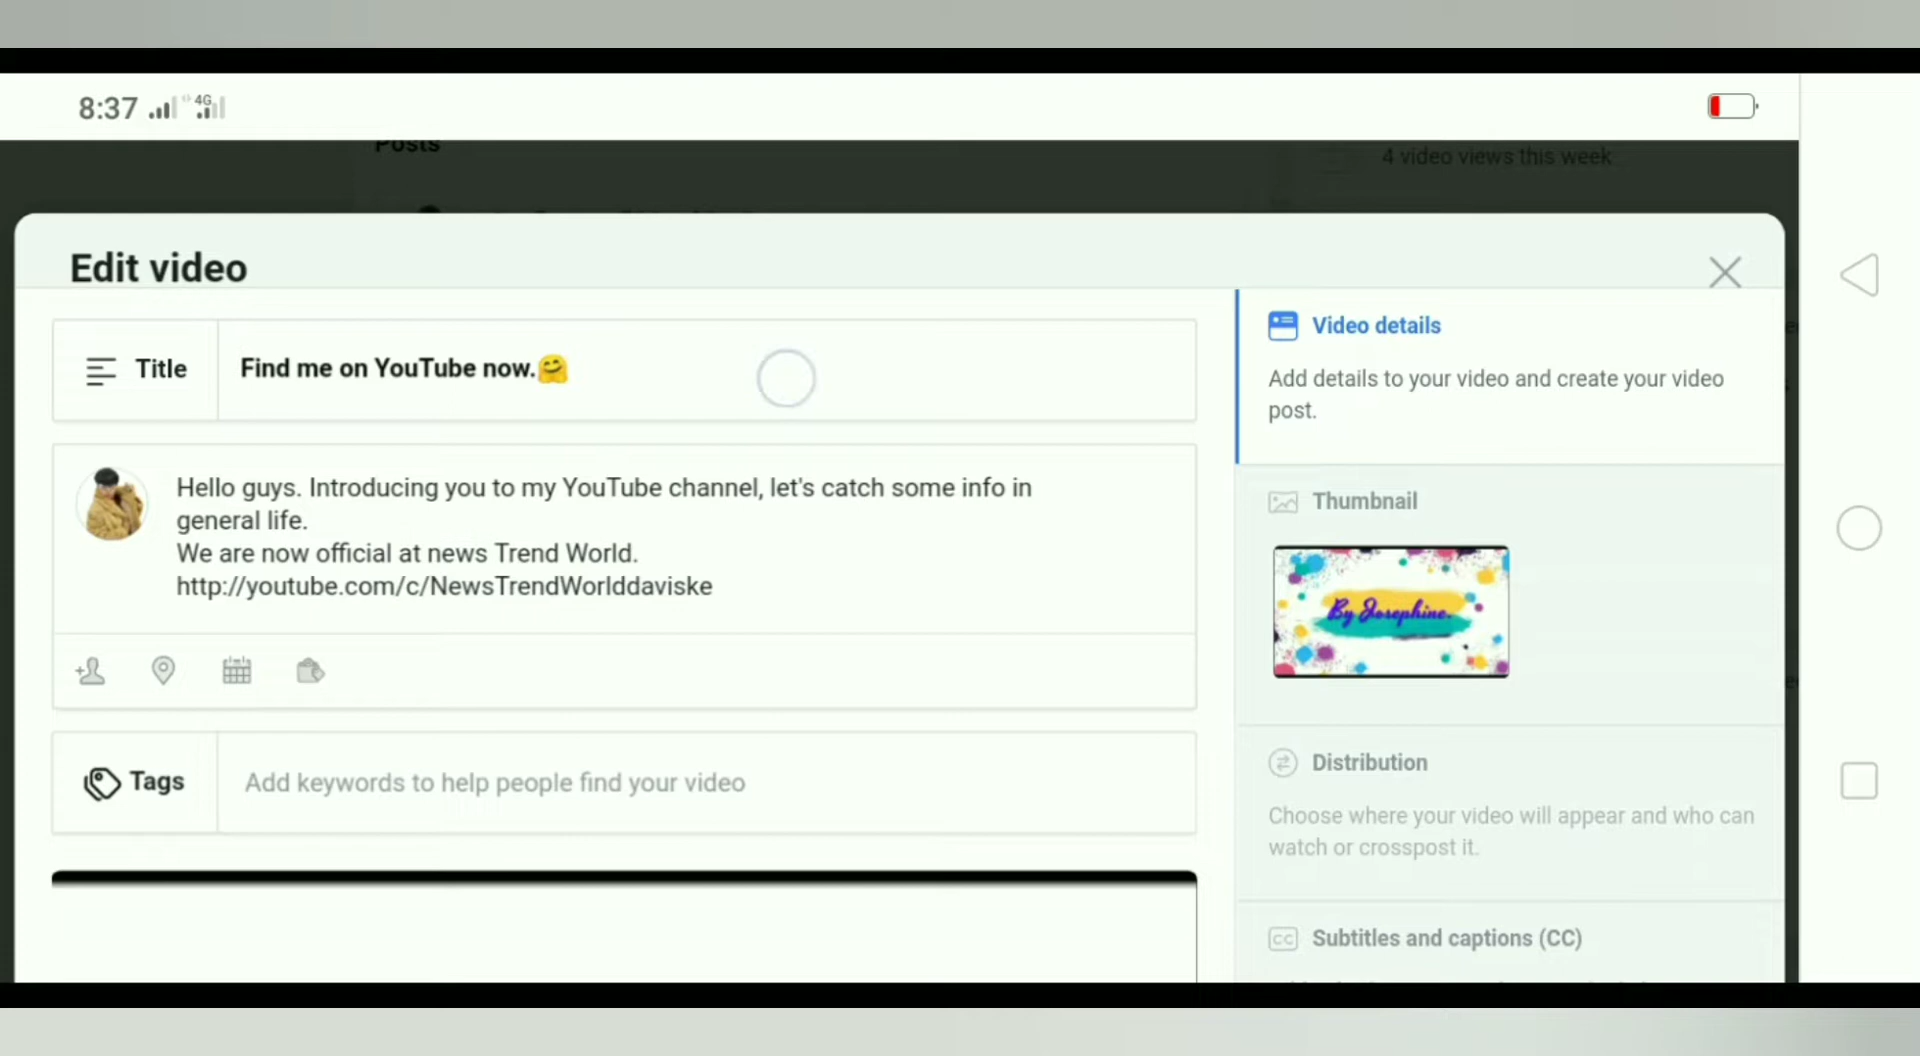 8:37 4G
Posts
4 video views this week
Edit video
Title
Find me on YouTube now.🤗
Hello guys. Introducing you to my YouTube channel, let's catch some info in
general life.
We are now official at news Trend World.
http://youtube.com/c/NewsTrendWorlddaviske
Tags
Add keywords to help people find your video
Video details
Add details to your video and create your video
post.
Thumbnail
By Josephine.
Distribution
Choose where your video will appear and who can
watch or crosspost it.
CC Subtitles and captions (CC)